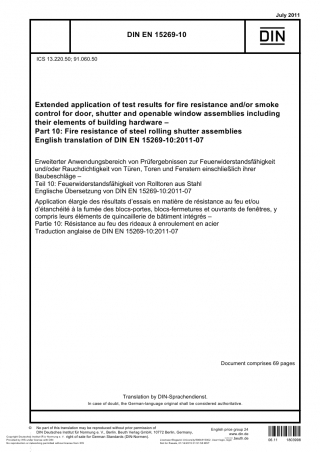 July 2011
DIN EN 15269-10
DIN
ICS 13.220.50; 91.060.50
Extended application of test results for fire resistance and/or smoke
control for door, shutter and openable window assemblies including
their elements of building hardware –
Part 10: Fire resistance of steel rolling shutter assemblies
English translation of DIN EN 15269-10:2011-07
Erweiterter Anwendungsbereich von Prüfergebnissen zur Feuerwiderstandsfähigkeit
und/oder Rauchdichtigkeit von Türen, Toren und Fenstern einschließlich ihrer
Baubeschläge –
Teil 10: Feuerwiderstandsfähigkeit von Rolltoren aus Stahl
Englische Übersetzung von DIN EN 15269-10:2011-07
Application élargie des résultats d'essais en matière de résistance au feu et/ou
d'étanchéité à la fumée des blocs-portes, blocs-fermetures et ouvrants de fenêtres, y
compris leurs éléments de quincaillerie de bâtiment intégrés –
Partie 10: Résistance au feu des rideaux à enroulement en acier
Traduction anglaise de DIN EN 15269-10:2011-07
Document comprises 69 pages
Translation by DIN-Sprachendienst.
In case of doubt, the German-language original shall be considered authoritative.
© No part of this translation may be reproduced without prior permission of
DIN Deutsches Institut für Normung e. V., Berlin. Beuth Verlag GmbH, 10772 Berlin, Germany,
right of sale for German Standards (DIN-Normen).
English price group 24
www.din.de
www.beuth.de